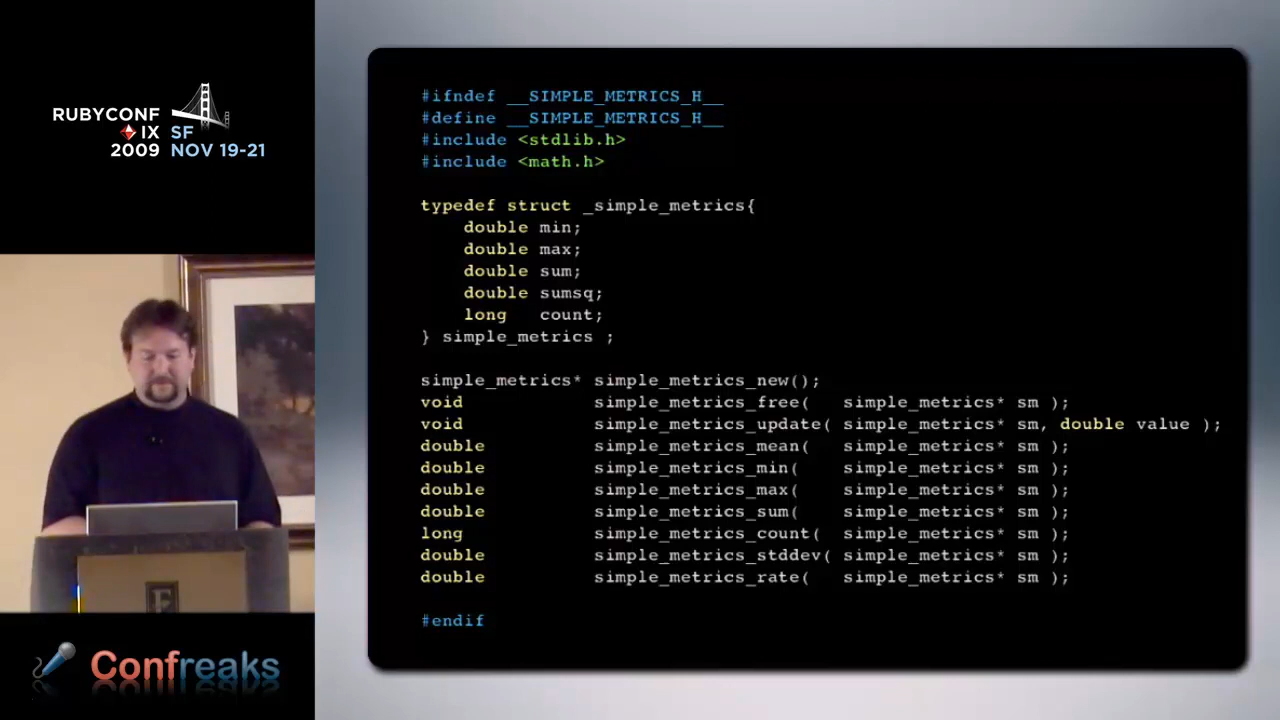 RUBYCONF
IX SF
2009 NOV 19-21
#ifndef __SIMPLE_METRICS_H__
#define __SIMPLE_METRICS_H__
#include <stdlib.h>
#include <math.h>
typedef struct _simple_metrics{
    double min;
    double max;
    double sum;
    double sumsq;
    long   count;
} simple_metrics ;
simple_metrics* simple_metrics_new();
void            simple_metrics_free(   simple_metrics* sm );
void            simple_metrics_update( simple_metrics* sm, double value );
double          simple_metrics_mean(   simple_metrics* sm );
double          simple_metrics_min(    simple_metrics* sm );
double          simple_metrics_max(    simple_metrics* sm );
double          simple_metrics_sum(    simple_metrics* sm );
long            simple_metrics_count(  simple_metrics* sm );
double          simple_metrics_stddev( simple_metrics* sm );
double          simple_metrics_rate(   simple_metrics* sm );
#endif
F
Confreaks